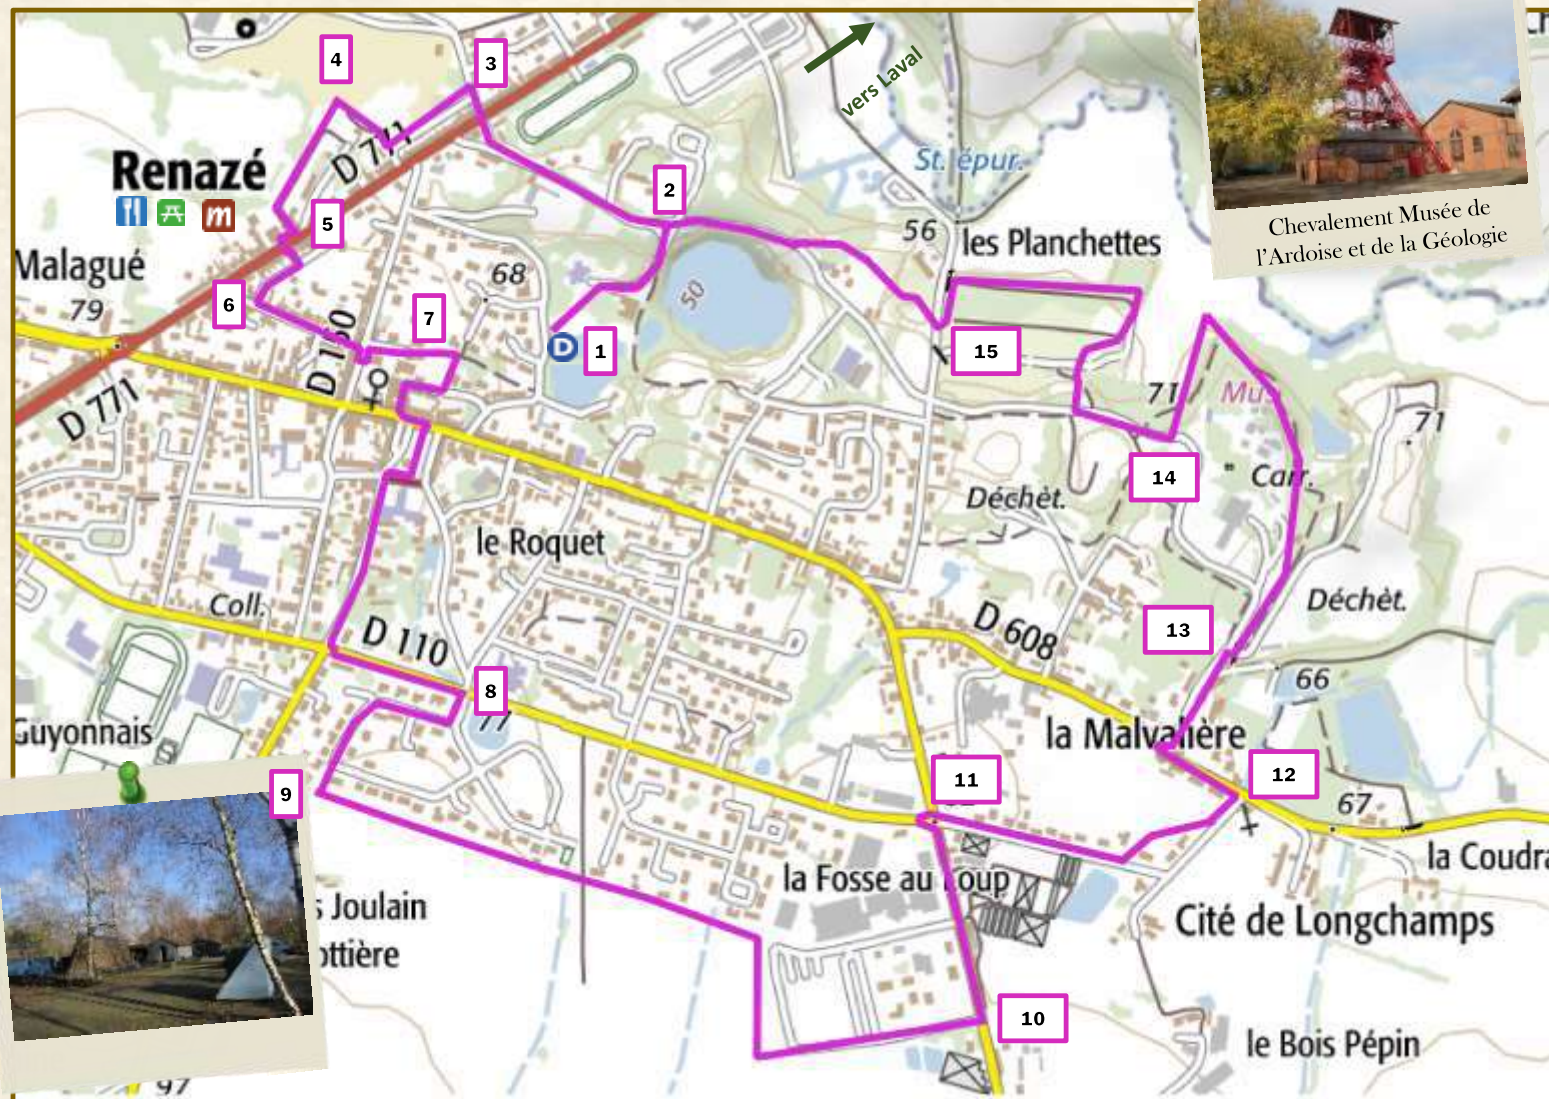 4
3
vers Laval
D 771
Renazé
m
2
St. épur.
Chevalement Musée de
l'Ardoise et de la Géologie
5
56
les Planchettes
Malagué
79
68
50
6
7
D 1
D
1
15
71
14
71
Carr.
D 771
Déchèt.
le Roquet
Coll.
D 110
D 608
Déchèt.
13
66
8
77
Guyonnais
la Malvalière
9
11
12
67
la Fosse au Loup
la Coudra
s Joulain
ottière
Cité de Longchamps
10
le Bois Pépin
97